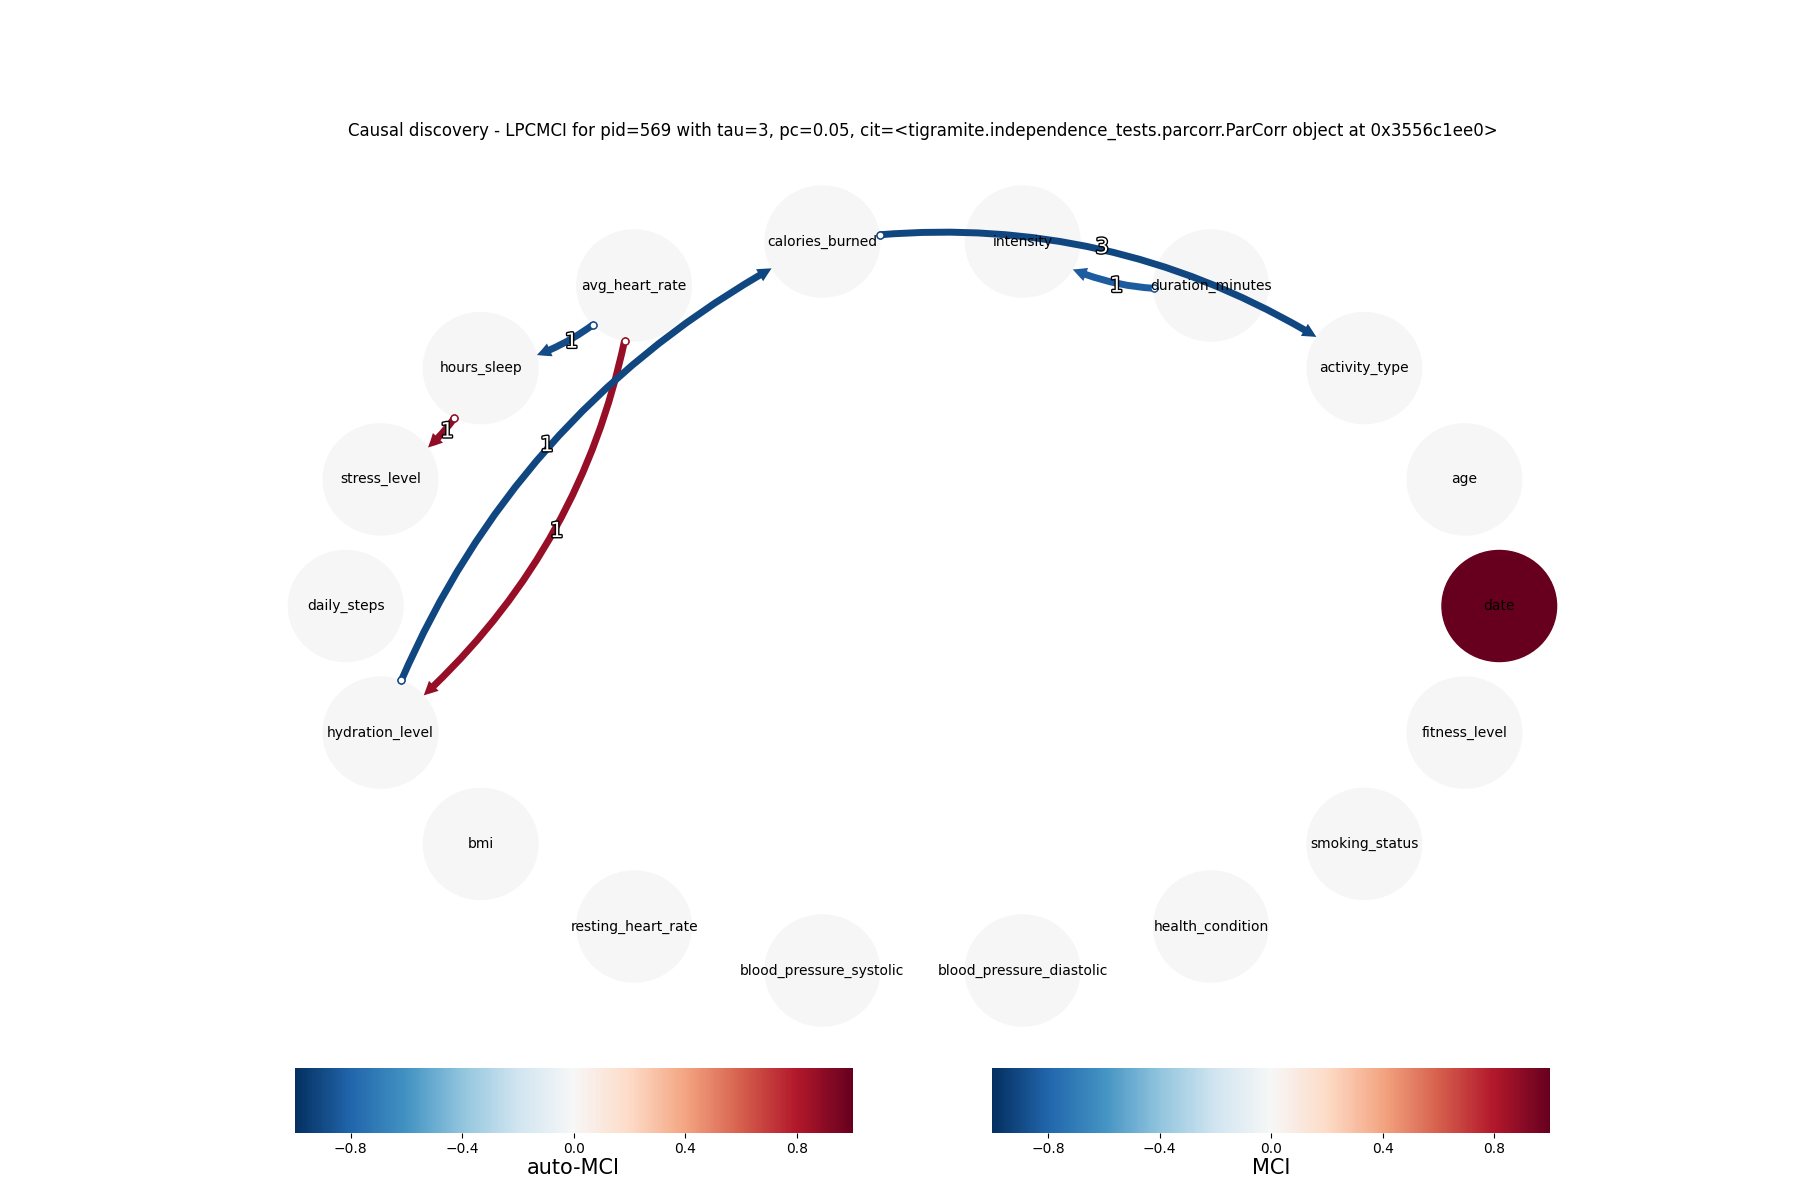 Causal discovery - LPCMCI for pid=569 with tau=3, pc=0.05, cit=<tigramite.independence_tests.parcorr.ParCorr object at 0x3556c1ee0>
calories_burned
intensity
3
avg_heart_rate
1
duration_minutes
1
hours_sleep
activity_type
1
1
stress_level
age
1
daily_steps
date
hydration_level
fitness_level
bmi
smoking_status
resting_heart_rate
health_condition
blood_pressure_systolic
blood_pressure_diastolic
−0.8 −0.4 0.0 0.4 0.8
auto-MCI
−0.8 −0.4 0.0 0.4 0.8
MCI